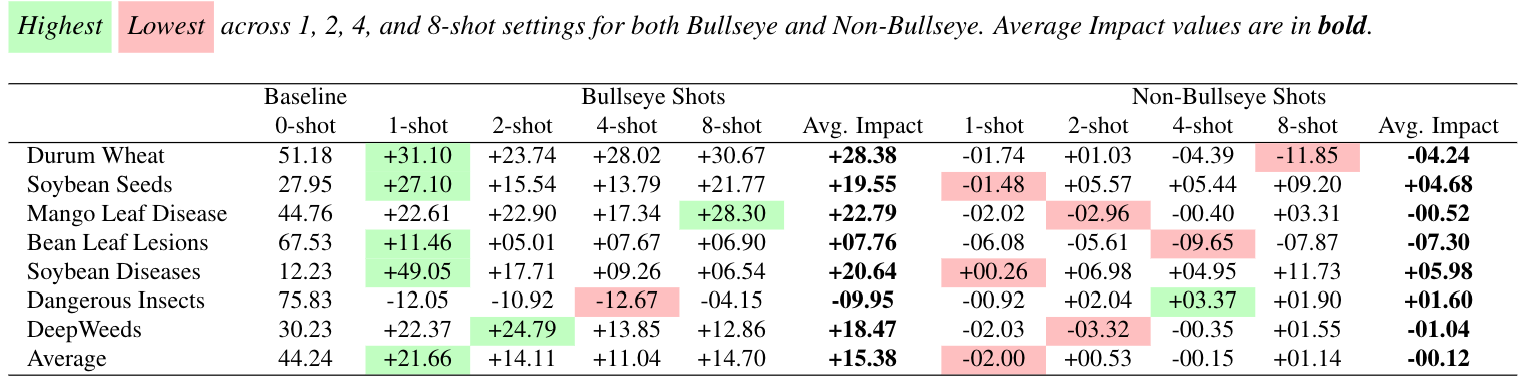 Highest Lowest across 1, 2, 4, and 8-shot settings for both Bullseye and Non-Bullseye. Average Impact values are in bold.
Baseline Bullseye Shots Non-Bullseye Shots
0-shot 1-shot 2-shot 4-shot 8-shot Avg. Impact 1-shot 2-shot 4-shot 8-shot Avg. Impact
Durum Wheat 51.18 +31.10 +23.74 +28.02 +30.67 +28.38 -01.74 +01.03 -04.39 -11.85 -04.24
Soybean Seeds 27.95 +27.10 +15.54 +13.79 +21.77 +19.55 -01.48 +05.57 +05.44 +09.20 +04.68
Mango Leaf Disease 44.76 +22.61 +22.90 +17.34 +28.30 +22.79 -02.02 -02.96 -00.40 +03.31 -00.52
Bean Leaf Lesions 67.53 +11.46 +05.01 +07.67 +06.90 +07.76 -06.08 -05.61 -09.65 -07.87 -07.30
Soybean Diseases 12.23 +49.05 +17.71 +09.26 +06.54 +20.64 +00.26 +06.98 +04.95 +11.73 +05.98
Dangerous Insects 75.83 -12.05 -10.92 -12.67 -04.15 -09.95 -00.92 +02.04 +03.37 +01.90 +01.60
DeepWeeds 30.23 +22.37 +24.79 +13.85 +12.86 +18.47 -02.03 -03.32 -00.35 +01.55 -01.04
Average 44.24 +21.66 +14.11 +11.04 +14.70 +15.38 -02.00 +00.53 -00.15 +01.14 -00.12